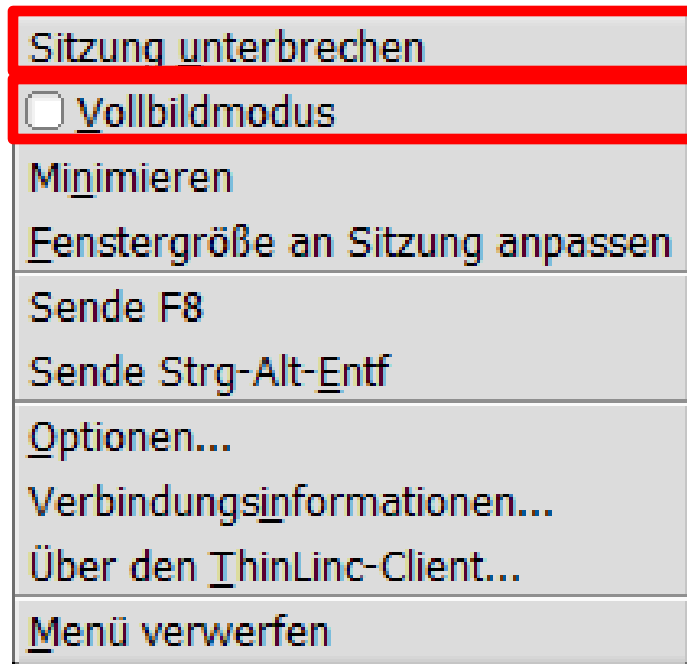 Sitzung unterbrechen
Vollbildmodus
Minimieren
Fenstergröße an Sitzung anpassen
Sende F8
Sende Strg-Alt-Entf
Optionen...
Verbindungsinformationen...
Über den ThinLinc-Client...
Menü verwerfen